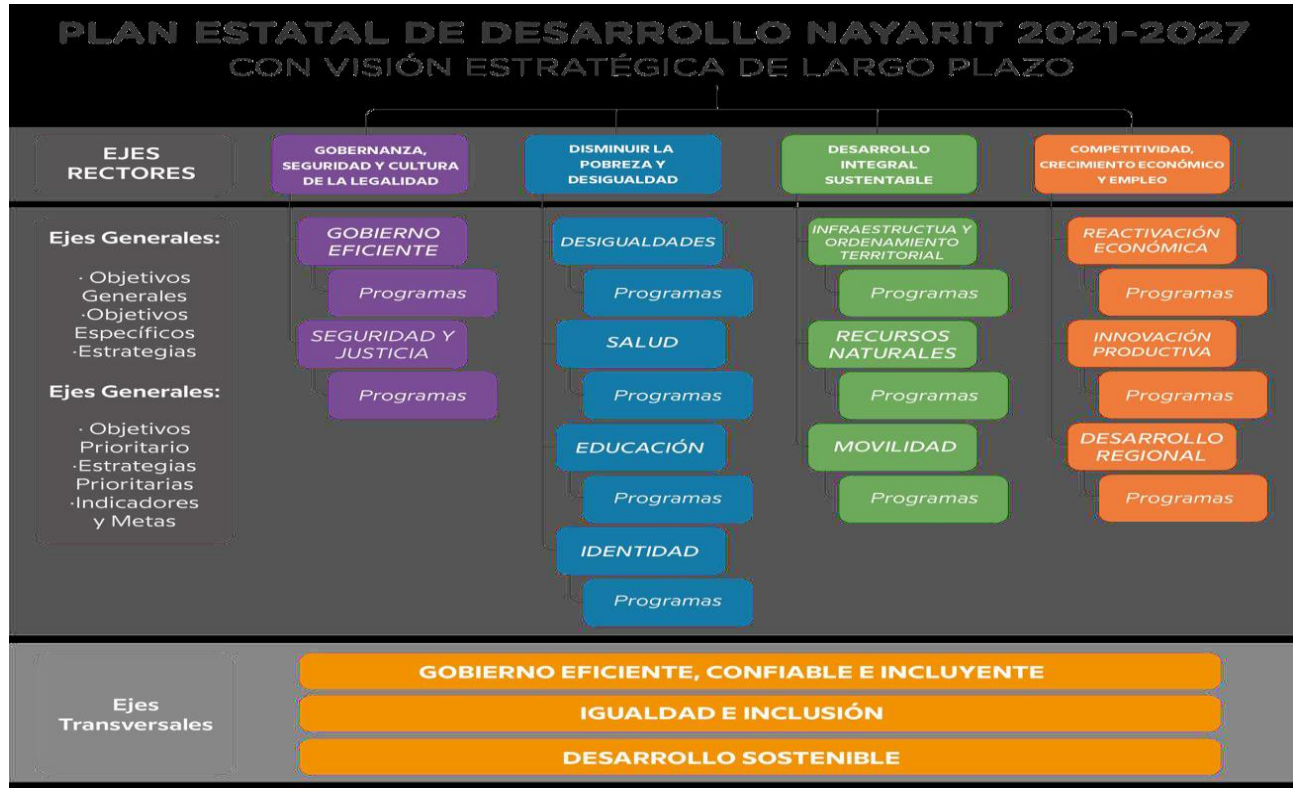 PLAN ESTATAL DE DESARROLLO NAYARIT 2021-2027
CON VISIÓN ESTRATÉGICA DE LARGO PLAZO
EJES
RECTORES
GOBERNANZA,
SEGURIDAD Y CULTURA
DE LA LEGALIDAD
DISMINUIR LA
POBREZA Y
DESIGUALDAD
DESARROLLO
INTEGRAL
SUSTENTABLE
COMPETITIVIDAD,
CRECIMIENTO ECONÓMICO
Y EMPLEO
Ejes Generales:
· Objetivos
Generales
·Objetivos
Específicos
·Estrategias
Ejes Generales:
· Objetivos
Prioritario
·Estrategias
Prioritarias
·Indicadores
y Metas
GOBIERNO
EFICIENTE
Programas
SEGURIDAD Y
JUSTICIA
Programas
DESIGUALDADES
Programas
SALUD
Programas
EDUCACIÓN
Programas
IDENTIDAD
Programas
INFRAESTRUCTUA Y
ORDENAMIENTO
TERRITORIAL
Programas
RECURSOS
NATURALES
Programas
MOVILIDAD
Programas
REACTIVACIÓN
ECONÓMICA
Programas
INNOVACIÓN
PRODUCTIVA
Programas
DESARROLLO
REGIONAL
Programas
Ejes
Transversales
GOBIERNO EFICIENTE, CONFIABLE E INCLUYENTE
IGUALDAD E INCLUSIÓN
DESARROLLO SOSTENIBLE